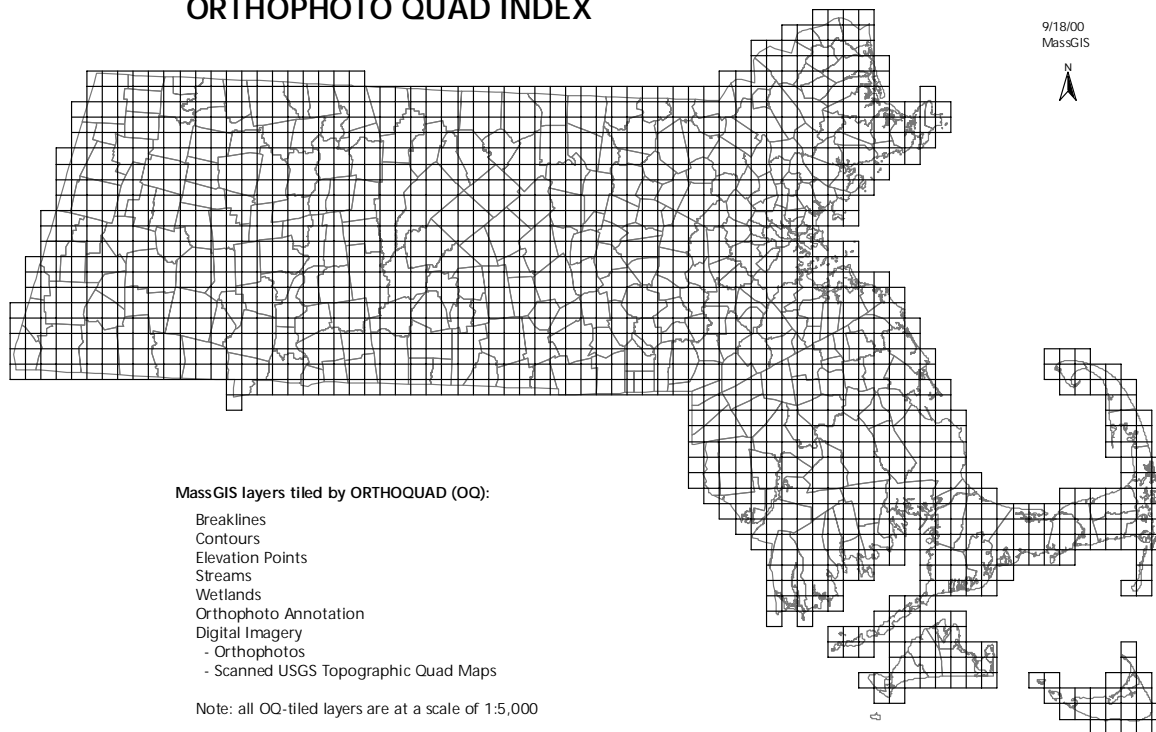 ORTHOPHOTO QUAD INDEX
9/18/00
MassGIS
N
MassGIS layers tiled by ORTHOQUAD (OQ):
Breaklines
Contours
Elevation Points
Streams
Wetlands
Orthophoto Annotation
Digital Imagery
- Orthophotos
- Scanned USGS Topographic Quad Maps
Note: all OQ-tiled layers are at a scale of 1:5,000